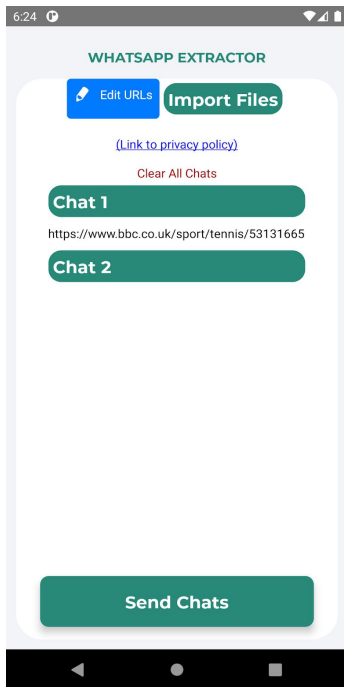 6:24
WHATSAPP EXTRACTOR
Edit URLs
Import Files
(Link to privacy policy)
Clear All Chats
Chat 1
https://www.bbc.co.uk/sport/tennis/53131665
Chat 2
Send Chats